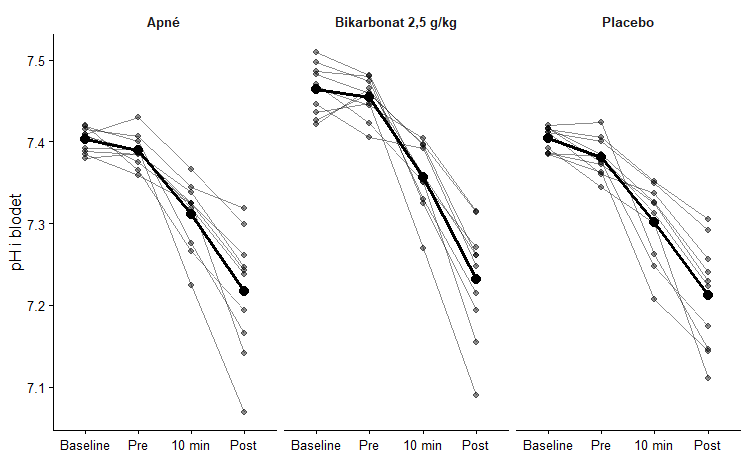 Apné
Bikarbonat 2,5 g/kg
Placebo
pH i blodet
7.5
7.4
7.3
7.2
7.1
Baseline Pre 10 min Post
Baseline Pre 10 min Post
Baseline Pre 10 min Post